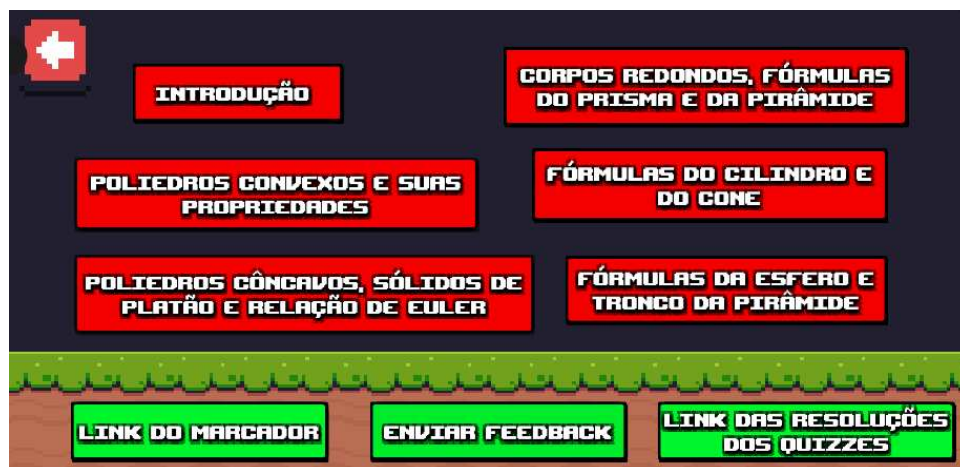 INTRODUÇÃO
POLIEDROS CONVEXOS E SUAS
PROPRIEDADES
POLIEDROS CÔNCAVOS, SÓLIDOS DE
PLATÃO E RELAÇÃO DE EULER
CORPOS REDONDOS, FÓRMULAS
DO PRISMA E DA PIRÂMIDE
FÓRMULAS DO CILINDRO E
DO CONE
FÓRMULAS DA ESFERO E
TRONCO DA PIRÂMIDE
LINK DO MARCADOR
ENVIAR FEEDBACK
LINK DAS RESOLUÇÕES
DOS QUIZZES